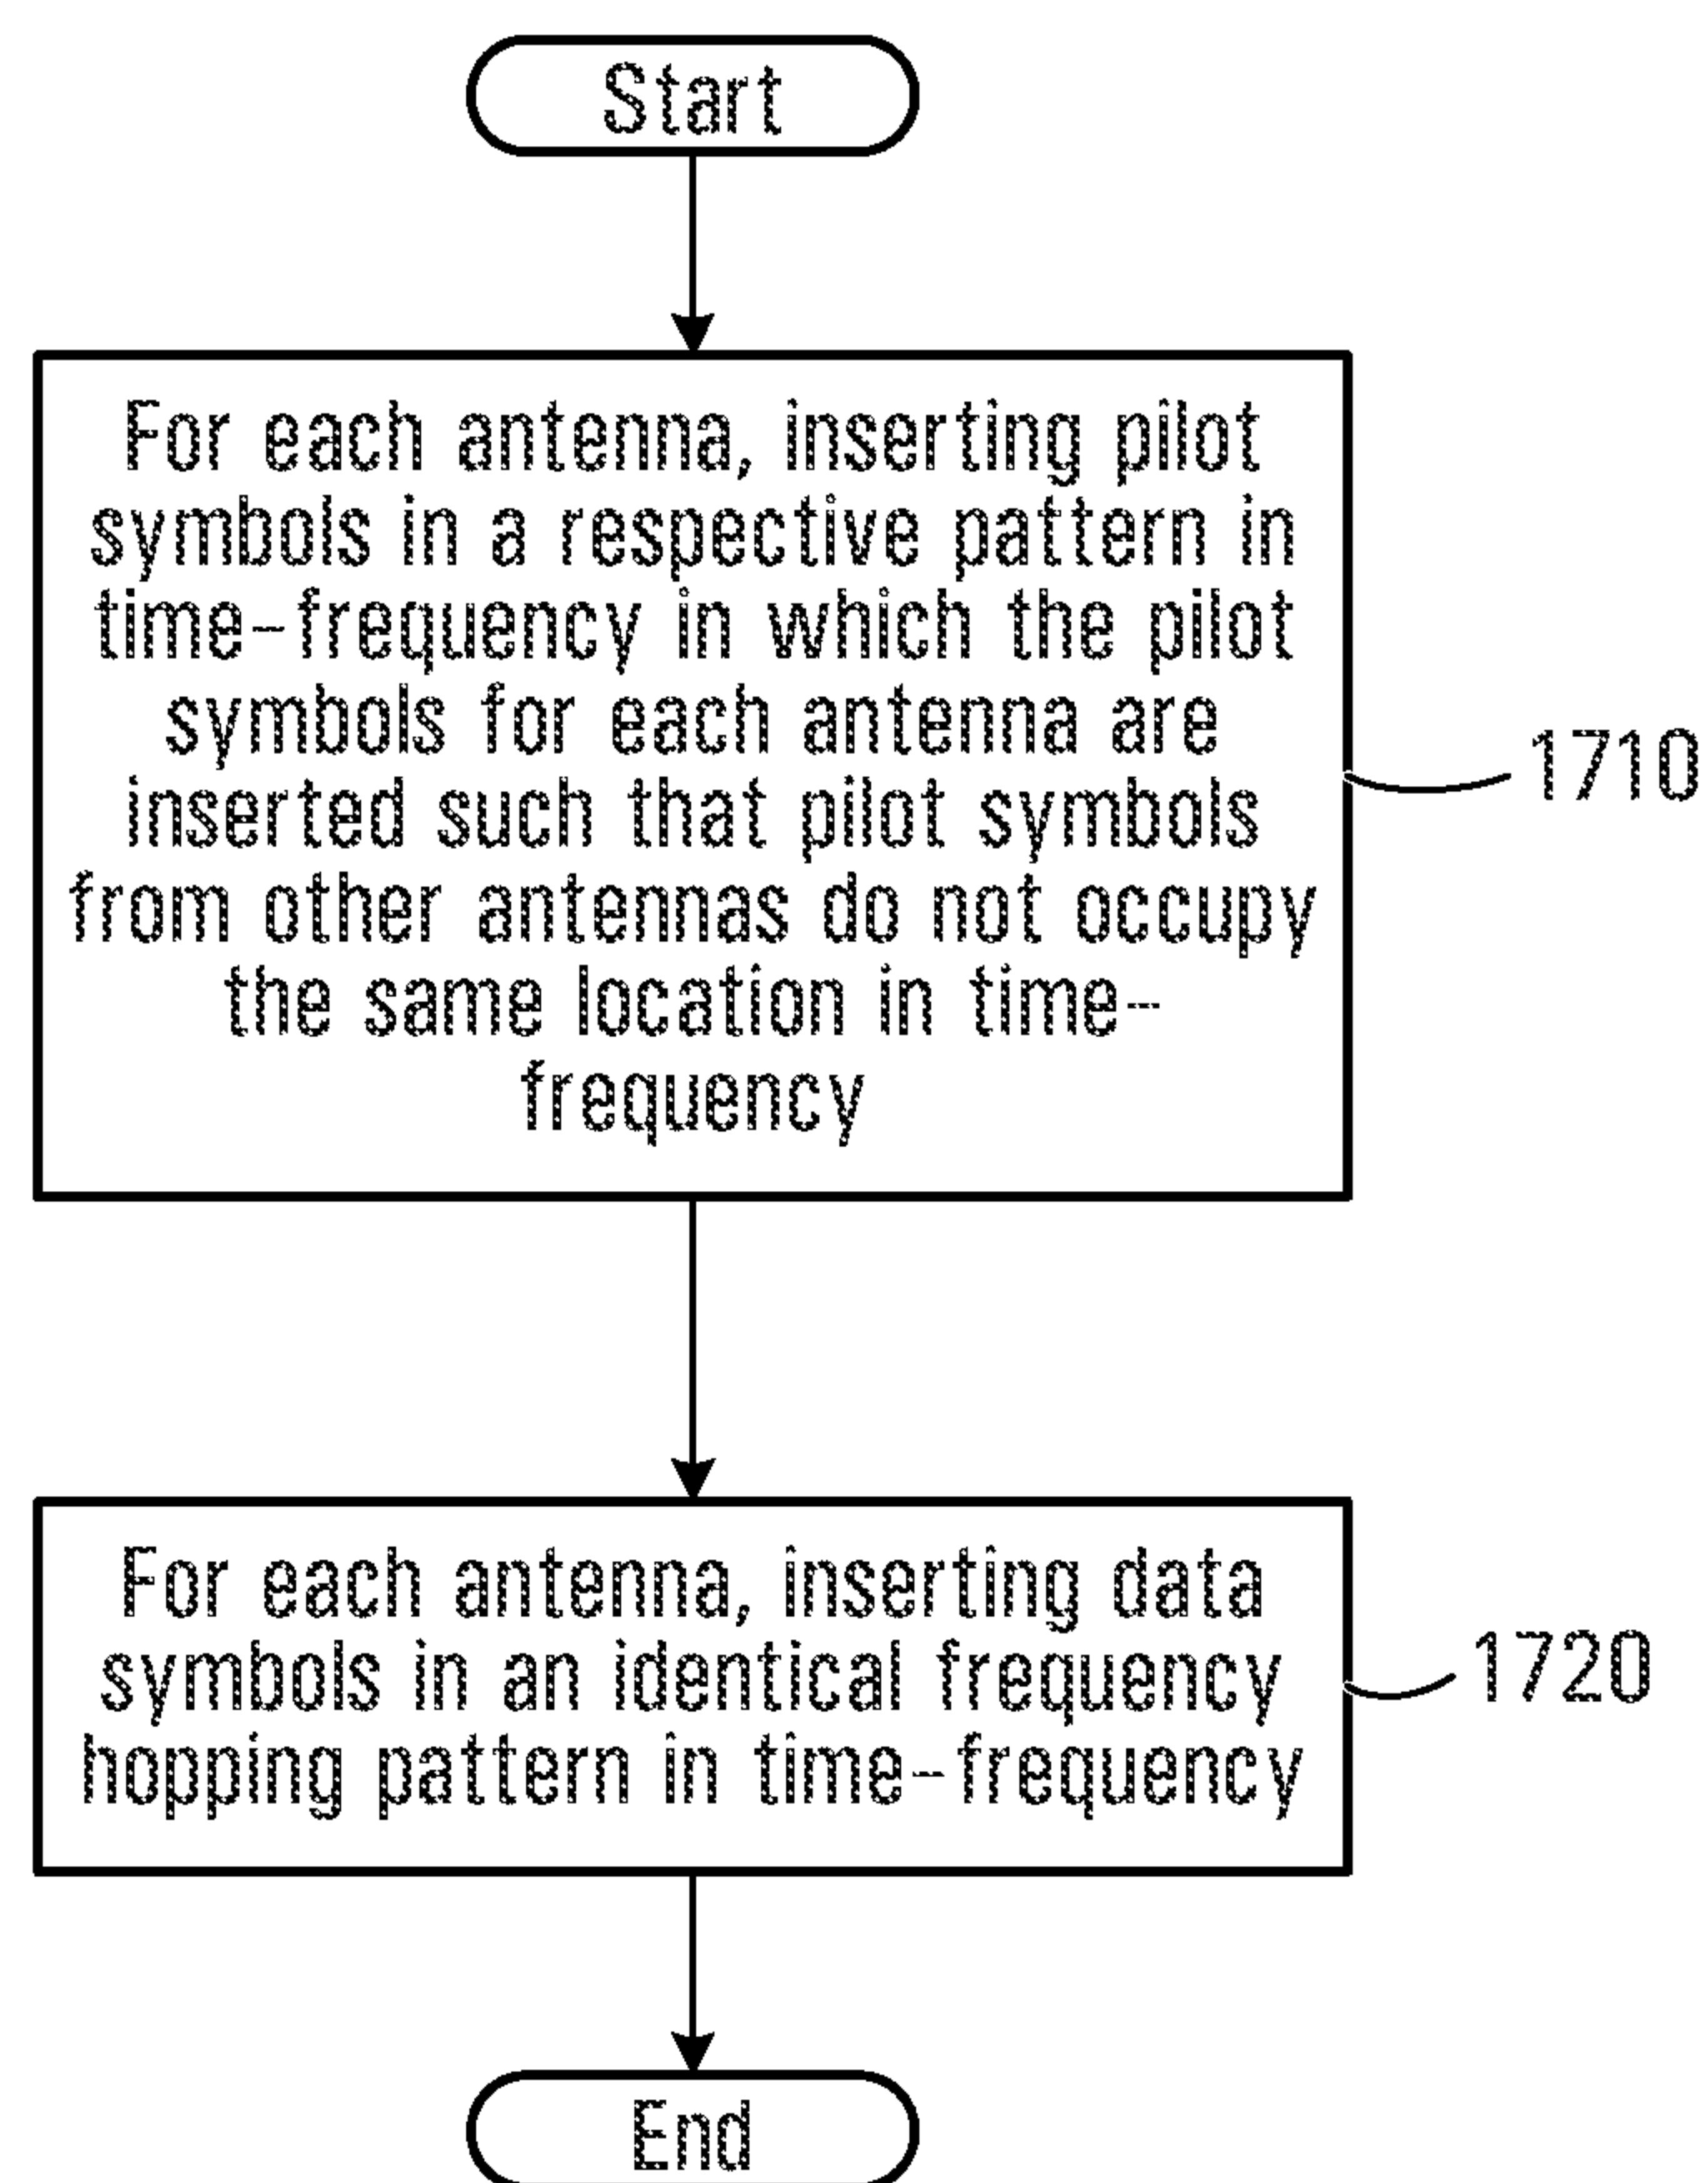 Start
For each antenna, inserting pilot
symbols in a respective pattern in
time-frequency in which the pilot
symbols for each antenna are
inserted such that pilot symbols
from other antennas do not occupy
the same location in time-
frequency
1710
For each antenna, inserting data
symbols in an identical frequency
hopping pattern in time-frequency
1720
End